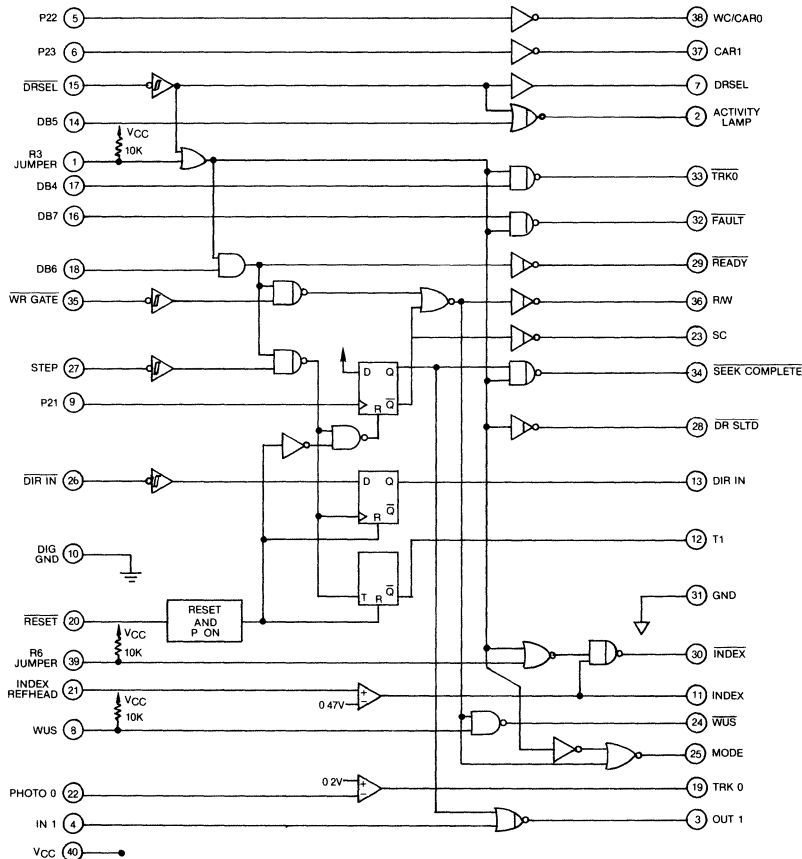 P22 5
38 WC/CAR0
P23 6
37 CAR1
DRSEL 15
7 DRSEL
DB5 14
2 ACTIVITY
LAMP
VCC
10K
R3
JUMPER 1
DB4 17
33 TRK0
DB7 16
32 FAULT
DB6 18
29 READY
WR GATE 35
36 R/W
23 SC
STEP 27
D Q
34 SEEK COMPLETE
P21 9
R Q
28 DR SLTD
DIR IN 26
D Q
13 DIR IN
R Q
DIG
GND 10
12 T1
T R Q
31 GND
RESET 20
RESET
AND
P ON
VCC
10K
R6
JUMPER 39
30 INDEX
INDEX
REFHEAD 21
+
-
0 47V
11 INDEX
VCC
10K
WUS 8
24 WUS
25 MODE
0 2V
+
-
PHOTO 0 22
19 TRK 0
IN 1 4
3 OUT 1
VCC 40